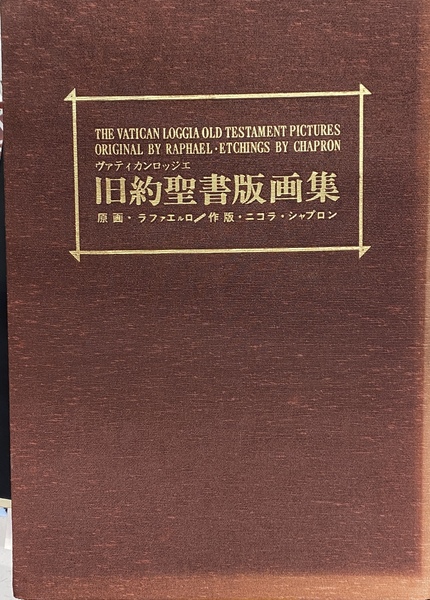 THE VATICAN LOGGIA OLD TESTAMENT PICTURES
ORIGINAL BY RAPHAEL・ETCHINGS BY CHAPRON
ヴァティカンロッジエ
旧約聖書版画集
原画・ラファエルロ/作版・ニコラ・シャプロン